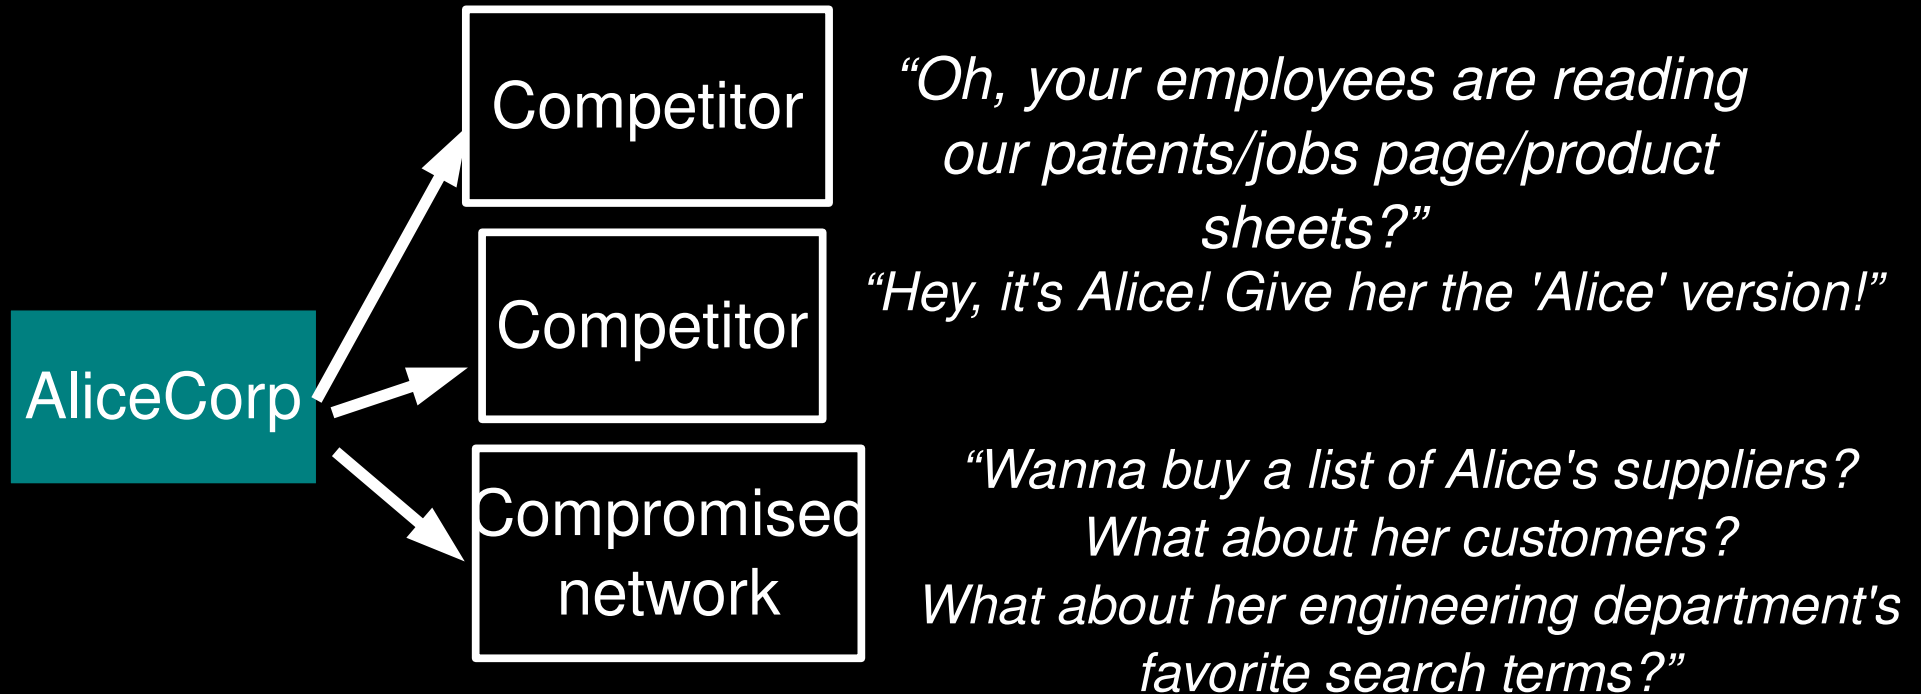 Competitor
“Oh, your employees are reading
our patents/jobs page/product
sheets?”
Competitor
“Hey, it's Alice! Give her the 'Alice' version!”
AliceCorp
Compromised
network
“Wanna buy a list of Alice's suppliers?
What about her customers?
What about her engineering department's
favorite search terms?”